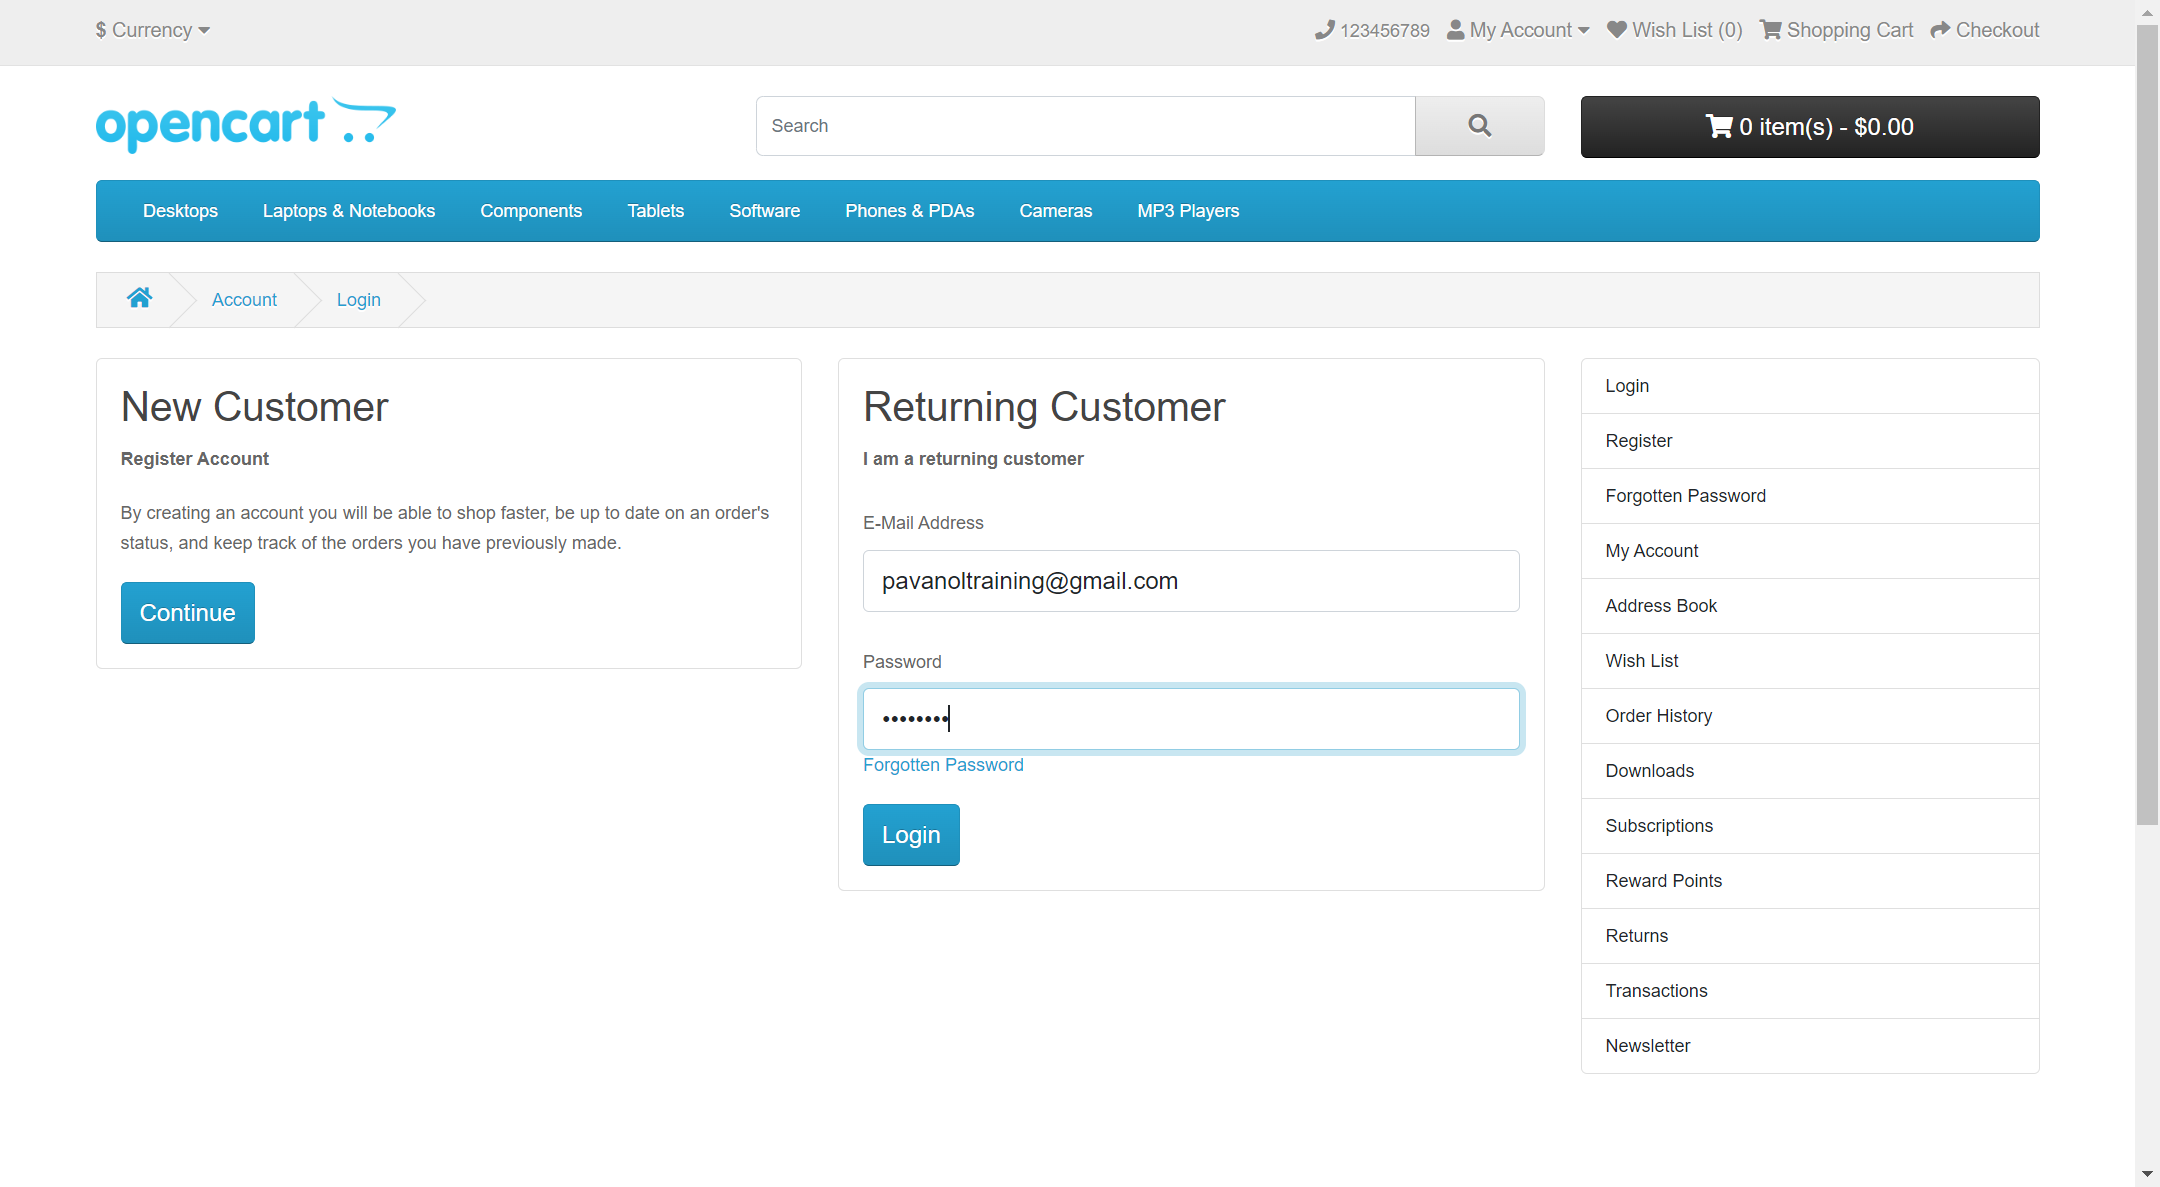 $ Currency
123456789 My Account Wish List (0) Shopping Cart Checkout
opencart
Search
0 item(s) - $0.00
Desktops Laptops & Notebooks Components Tablets Software Phones & PDAs Cameras MP3 Players
Account Login
New Customer
Register Account
By creating an account you will be able to shop faster, be up to date on an order's
status, and keep track of the orders you have previously made.
Continue
Returning Customer
I am a returning customer
E-Mail Address
pavanoltraining@gmail.com
Password
••••••••
Forgotten Password
Login
Login
Register
Forgotten Password
My Account
Address Book
Wish List
Order History
Downloads
Subscriptions
Reward Points
Returns
Transactions
Newsletter